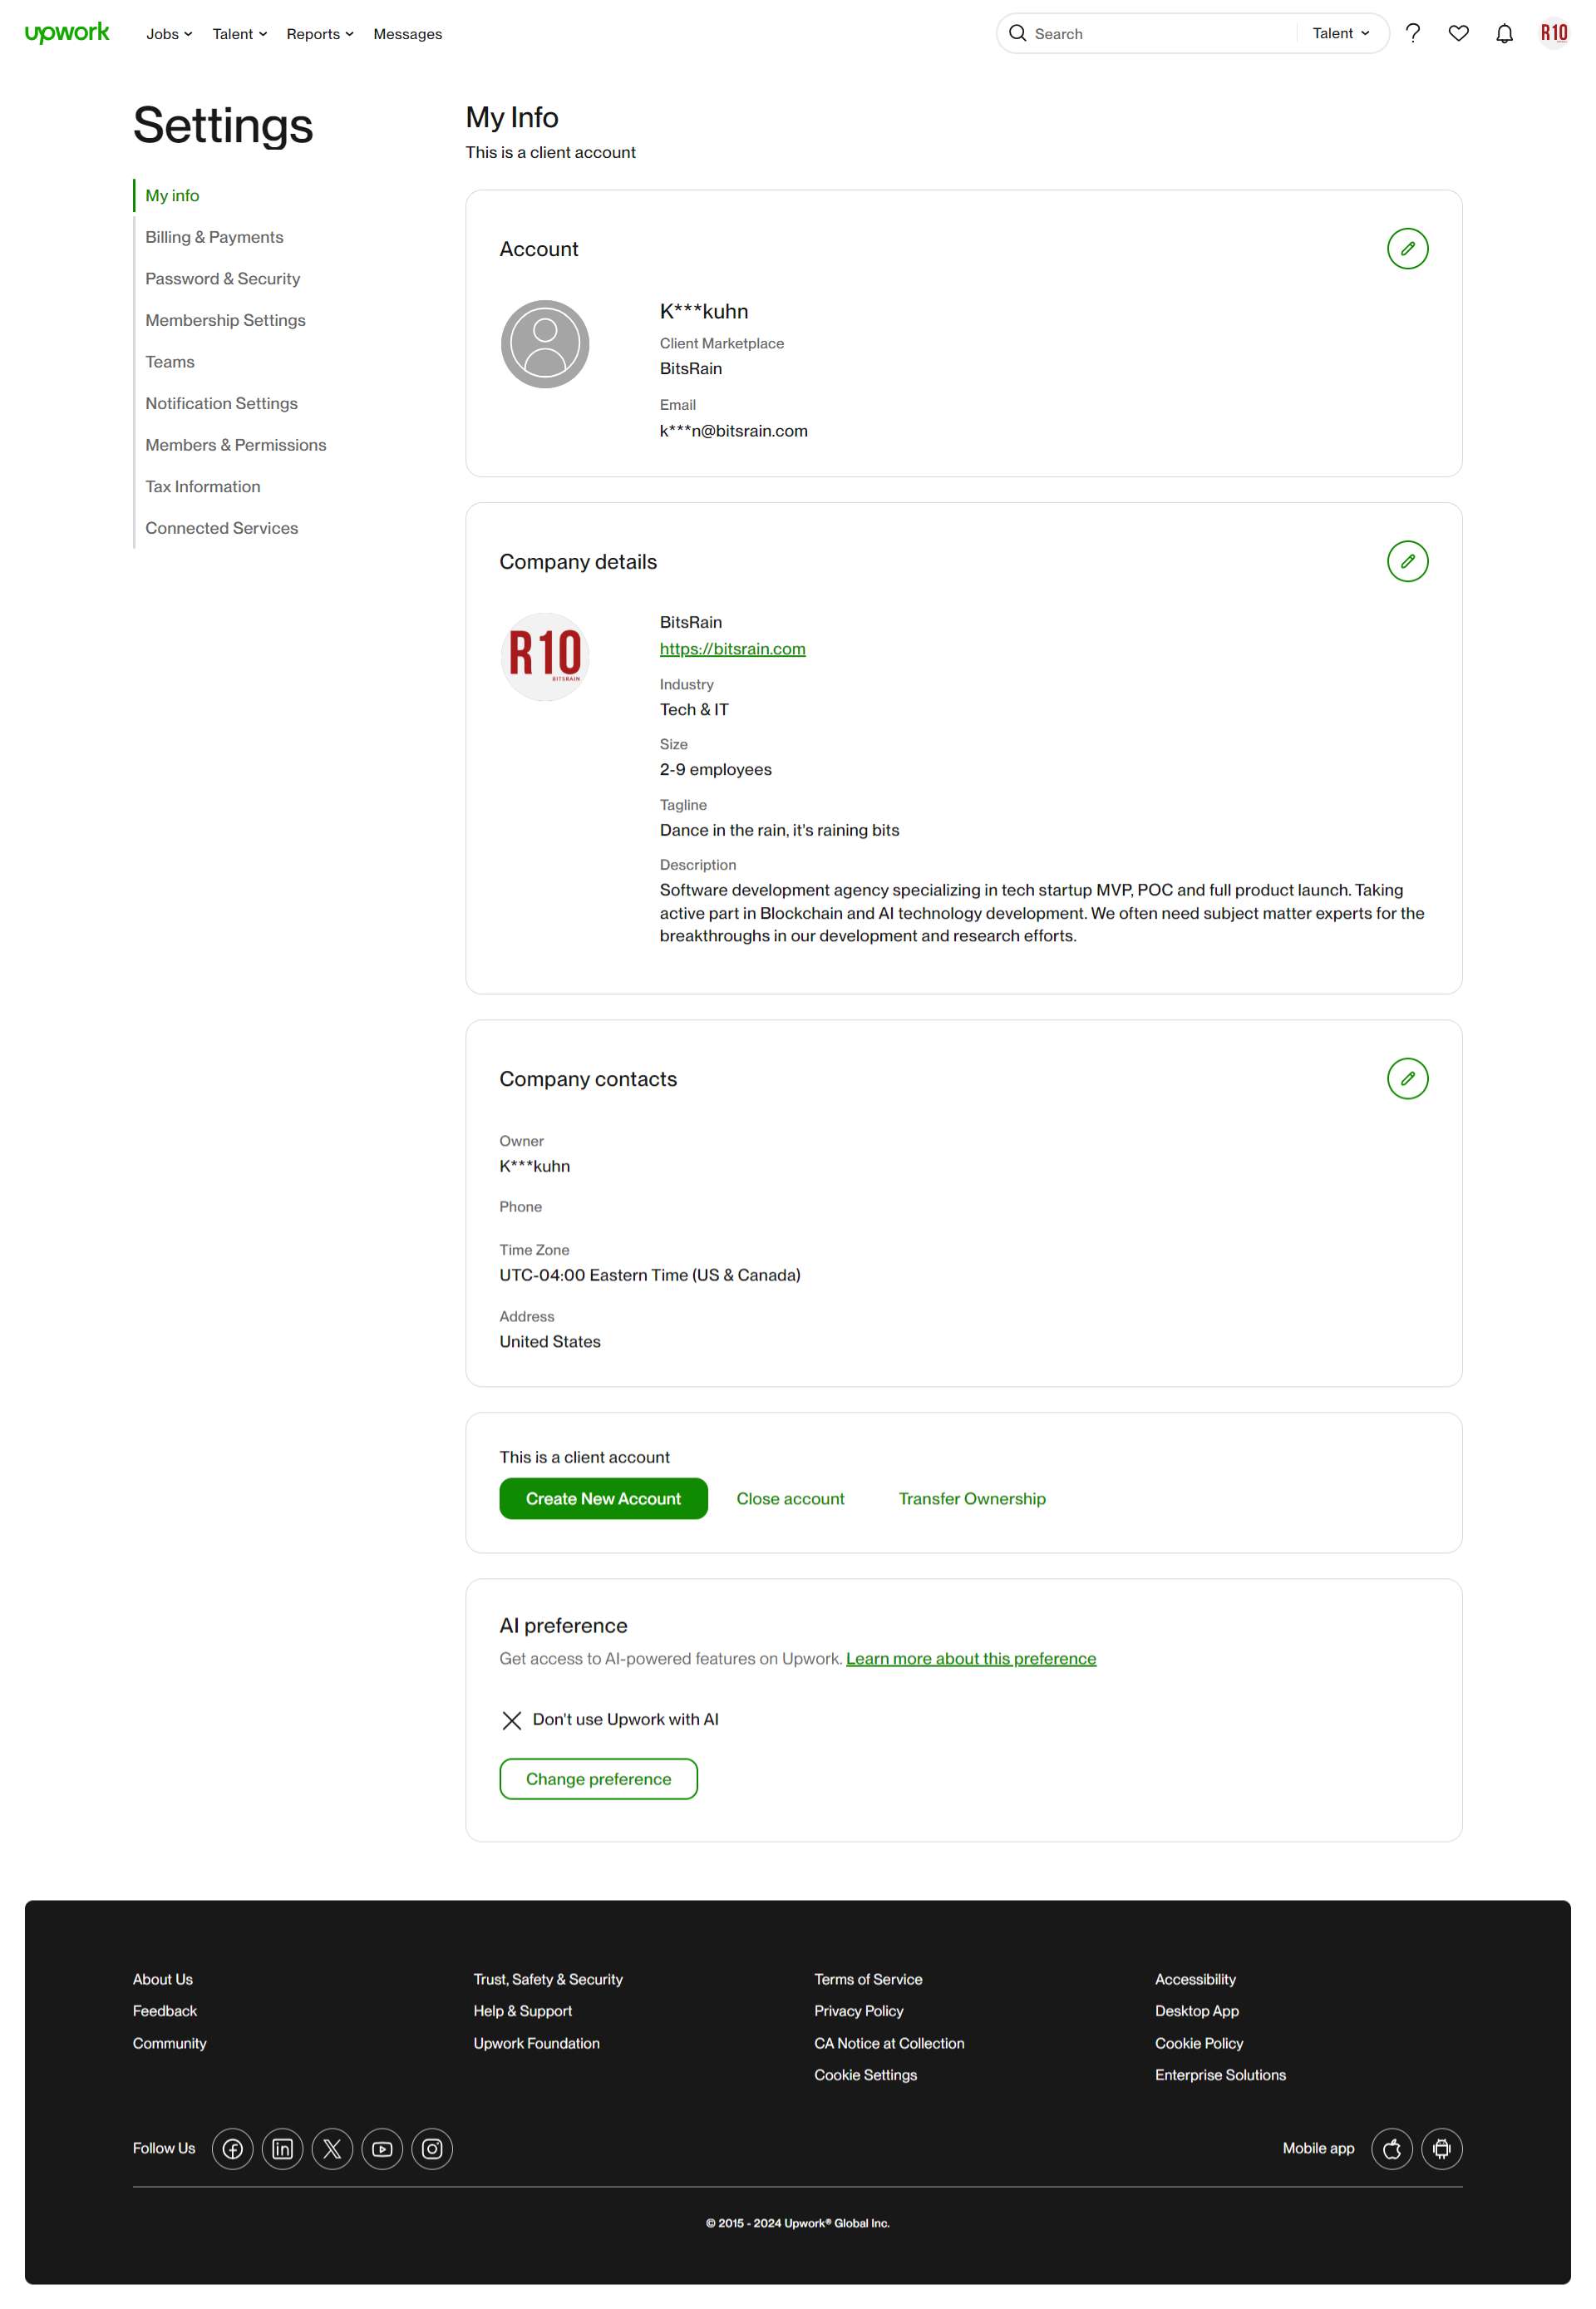 upwork
Jobs
Talent
Reports
Messages
Search
Talent
R10
Settings
My info
Billing & Payments
Password & Security
Membership Settings
Teams
Notification Settings
Members & Permissions
Tax Information
Connected Services
My Info
This is a client account
Account
K***kuhn
Client Marketplace
BitsRain
Email
k***n@bitsrain.com
Company details
R10
BITSRAIN
BitsRain
https://bitsrain.com
Industry
Tech & IT
Size
2-9 employees
Tagline
Dance in the rain, it's raining bits
Description
Software development agency specializing in tech startup MVP, POC and full product launch. Taking
active part in Blockchain and AI technology development. We often need subject matter experts for the
breakthroughs in our development and research efforts.
Company contacts
Owner
K***kuhn
Phone
Time Zone
UTC-04:00 Eastern Time (US & Canada)
Address
United States
This is a client account
Create New Account
Close account
Transfer Ownership
AI preference
Get access to AI-powered features on Upwork. Learn more about this preference
Don't use Upwork with AI
Change preference
About Us
Feedback
Community
Trust, Safety & Security
Help & Support
Upwork Foundation
Terms of Service
Privacy Policy
CA Notice at Collection
Cookie Settings
Accessibility
Desktop App
Cookie Policy
Enterprise Solutions
Follow Us
Mobile app
© 2015 - 2024 Upwork® Global Inc.